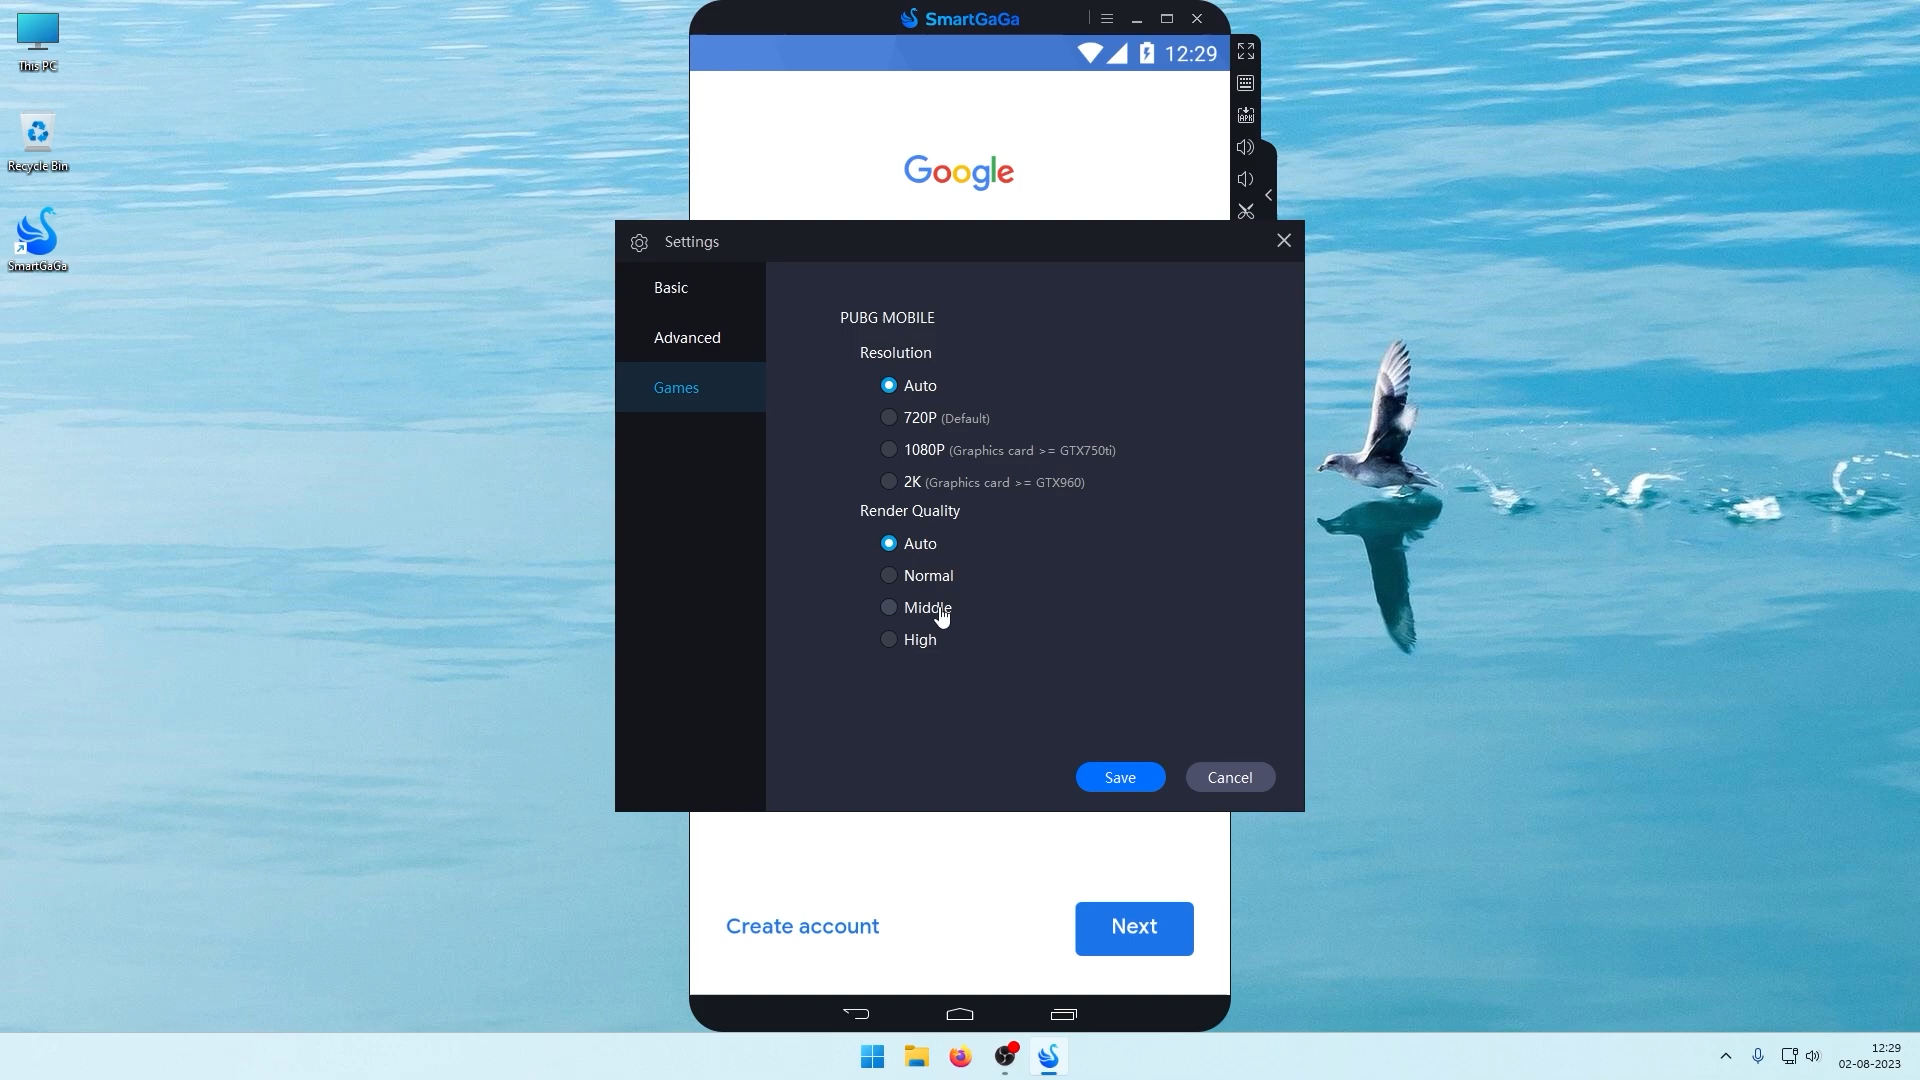 This PC
Recycle Bin
SmartGaGa
SmartGaGa
12:29
APK
Google
Settings
Basic
Advanced
Games
PUBG MOBILE
Resolution
Auto
720P (Default)
1080P (Graphics card >= GTX750ti)
2K (Graphics card >= GTX960)
Render Quality
Auto
Normal
Middle
High
Save
Cancel
Create account
Next
12:29
02-08-2023